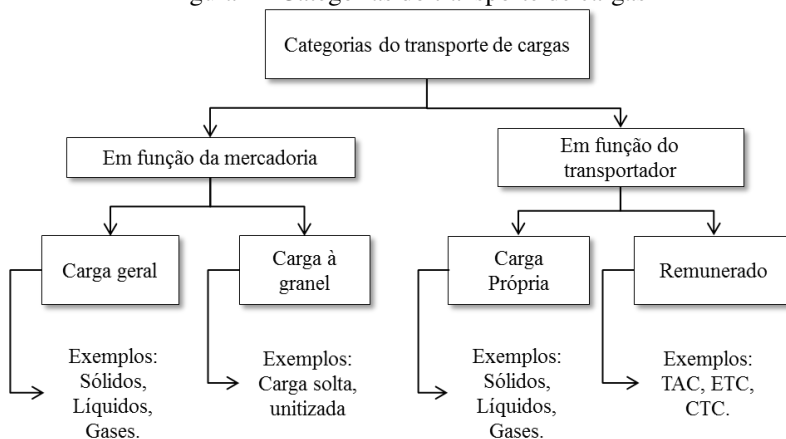 Categorias do transporte de cargas
Em função da mercadoria
Em função do
transportador
Carga geral
Carga à
granel
Carga
Própria
Remunerado
Exemplos:
Sólidos,
Líquidos,
Gases.
Exemplos:
Carga solta,
unitizada
Exemplos:
Sólidos,
Líquidos,
Gases.
Exemplos:
TAC, ETC,
CTC.